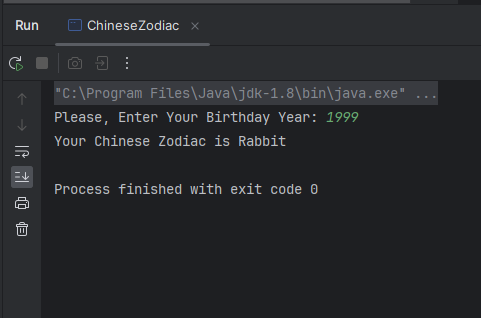 Run ChineseZodiac
"C:\Program Files\Java\jdk-1.8\bin\java.exe" ...
Please, Enter Your Birthday Year: 1999
Your Chinese Zodiac is Rabbit
Process finished with exit code 0